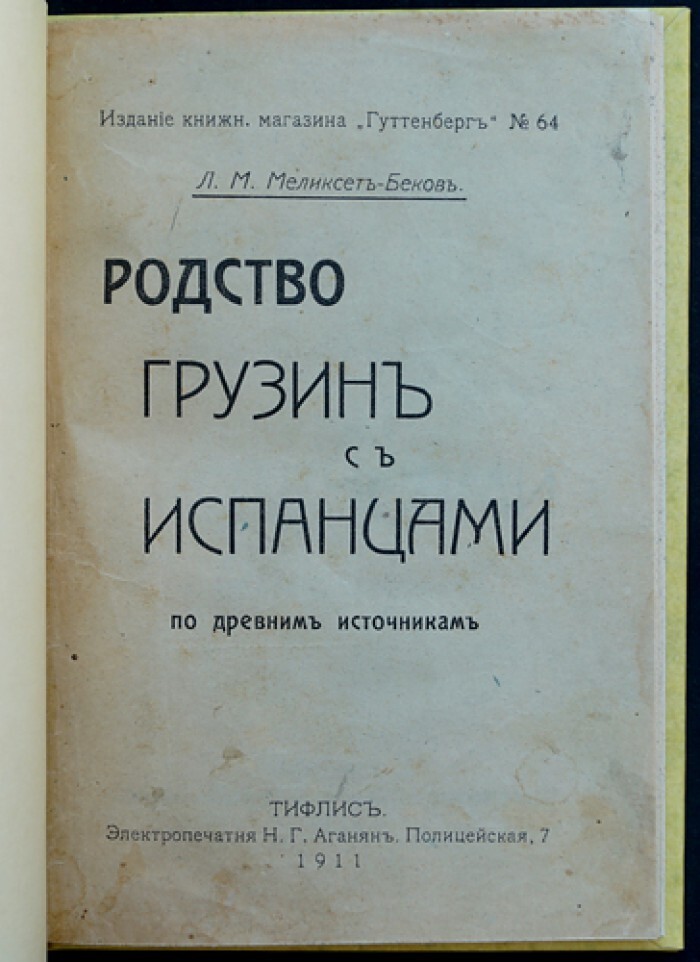 Изданіе книжн. магазина „Гуттенбергъ“ № 64
Л. М. Меликсетъ-Бековъ.
РОДСТВО
ГРУЗИНЪ
СЪ
ИСПАНЦАМИ
по древнимъ источникамъ
ТИФЛИСЪ.
Электропечатня Н. Г. Аганянъ. Полицейская, 7
1911